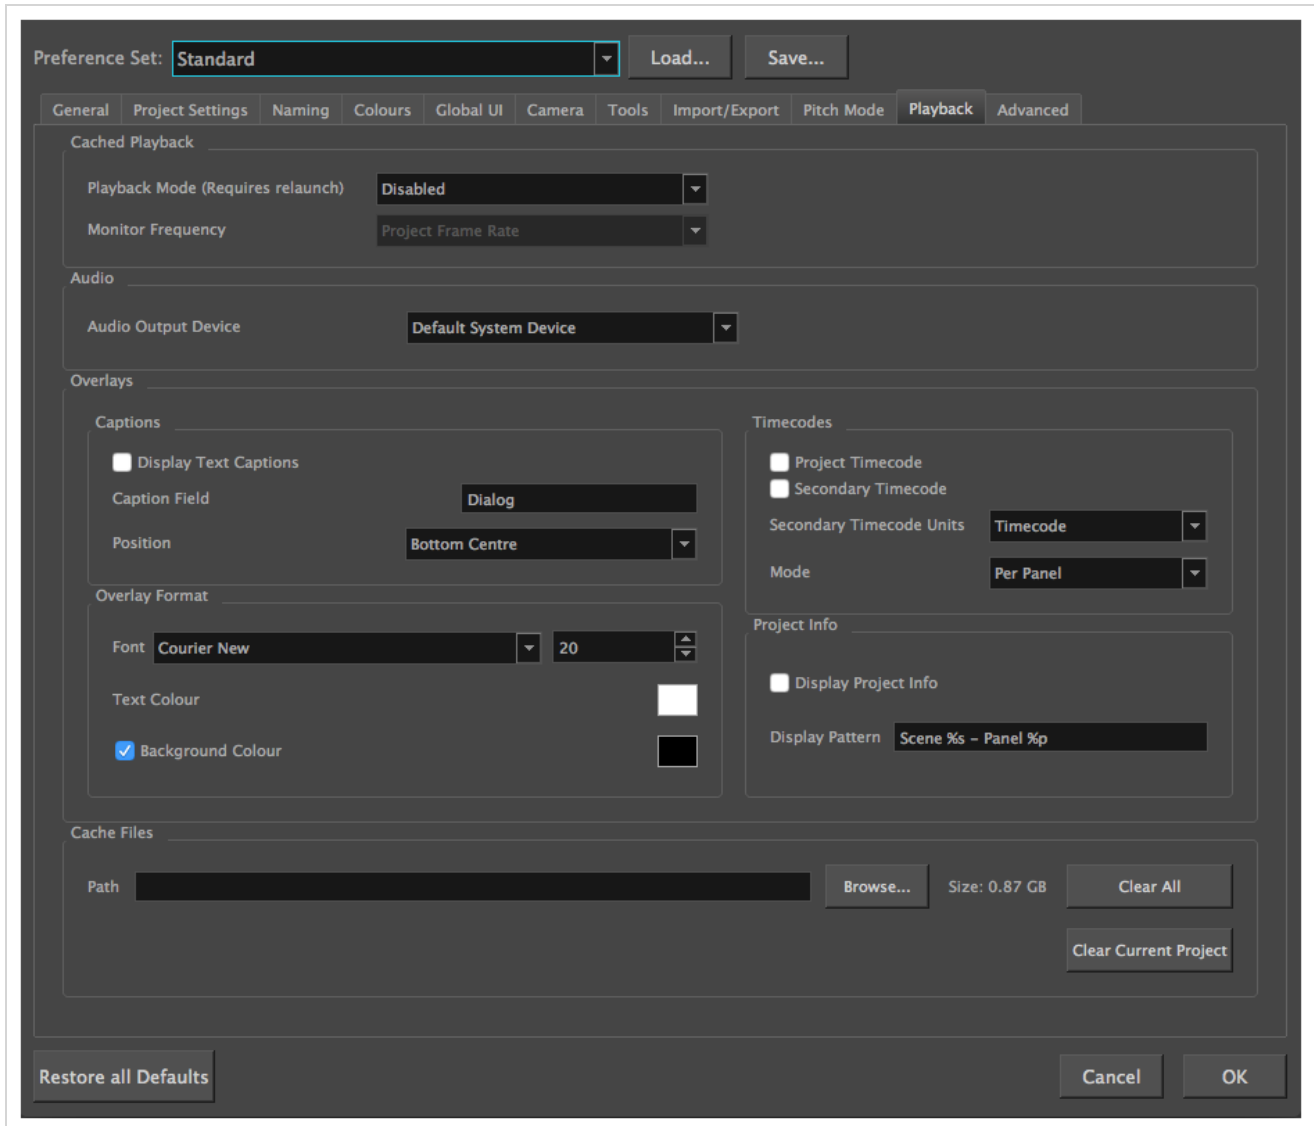 Preference Set: Standard Load... Save...
General Project Settings Naming Colours Global UI Camera Tools Import/Export Pitch Mode Playback Advanced
Cached Playback
Playback Mode (Requires relaunch) Disabled
Monitor Frequency Project Frame Rate
Audio
Audio Output Device Default System Device
Overlays
Captions
Display Text Captions
Caption Field Dialog
Position Bottom Centre
Overlay Format
Font Courier New 20
Text Colour
Background Colour
Timecodes
Project Timecode
Secondary Timecode
Secondary Timecode Units Timecode
Mode Per Panel
Project Info
Display Project Info
Display Pattern Scene %s - Panel %p
Cache Files
Path Browse... Size: 0.87 GB Clear All
Clear Current Project
Restore all Defaults Cancel OK